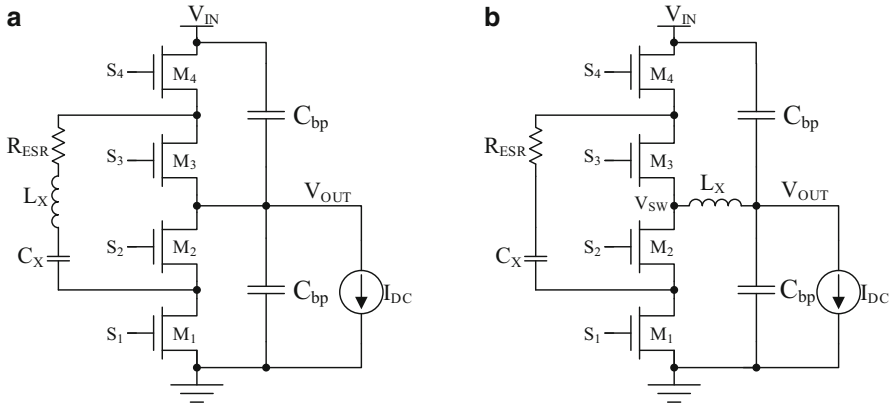 a
V_IN
S_4
M_4
C_bp
R_ESR
S_3
M_3
L_X
V_OUT
S_2
M_2
C_X
C_bp
I_DC
S_1
M_1
b
V_IN
S_4
M_4
C_bp
R_ESR
S_3
M_3
L_X
V_SW
V_OUT
S_2
M_2
C_X
C_bp
I_DC
S_1
M_1